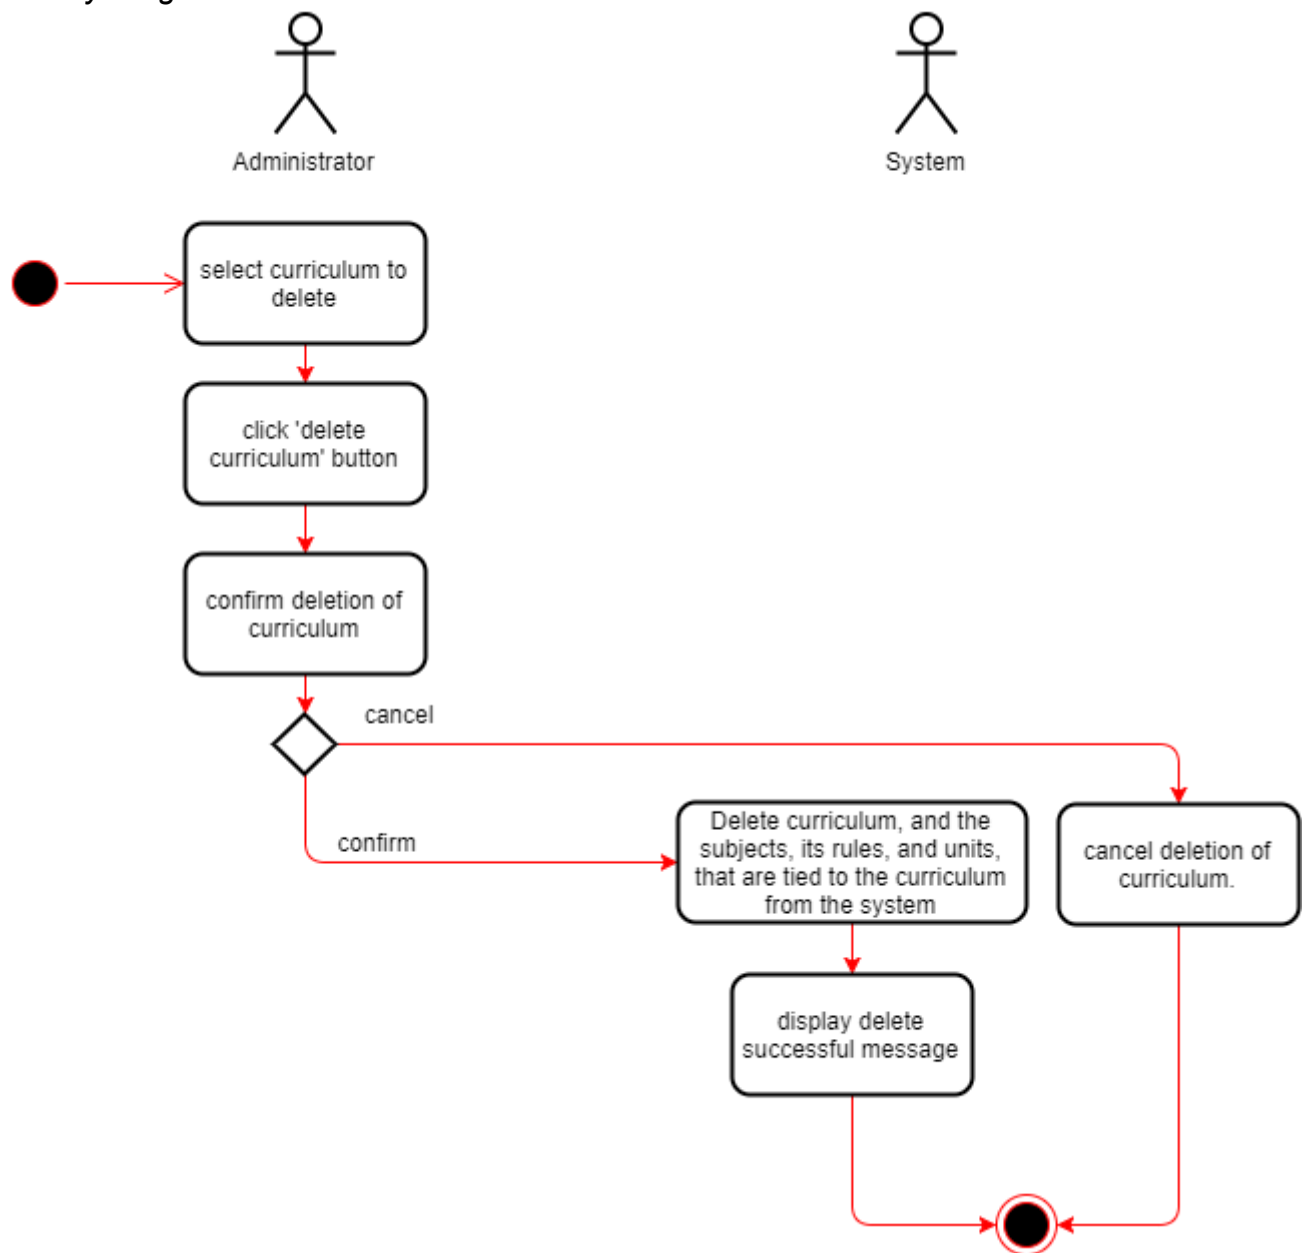 Administrator
System
select curriculum to
delete
click 'delete
curriculum' button
confirm deletion of
curriculum
cancel
confirm
Delete curriculum, and the
subjects, its rules, and units,
that are tied to the curriculum
from the system
cancel deletion of
curriculum.
display delete
successful message